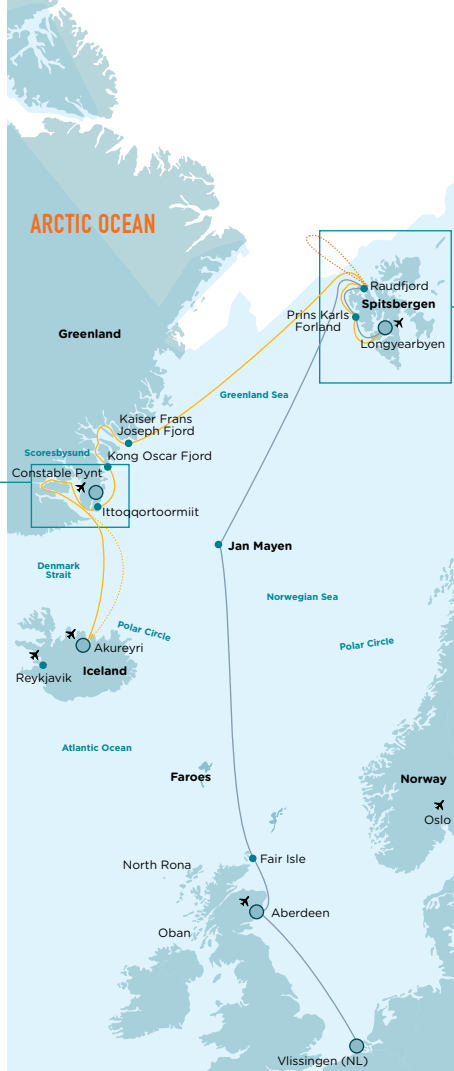 ARCTIC OCEAN
Raudfjord
Spitsbergen
Prins Karls
Forland
Longyearbyen
Greenland
Greenland Sea
Kaiser Frans
Joseph Fjord
Scoresbysund
Kong Oscar Fjord
Constable Pynt
Ittoqqortoormiit
Jan Mayen
Denmark
Strait
Norwegian Sea
Polar Circle
Polar Circle
Akureyri
Iceland
Reykjavik
Atlantic Ocean
Faroes
Norway
Oslo
Fair Isle
North Rona
Aberdeen
Oban
Vlissingen (NL)